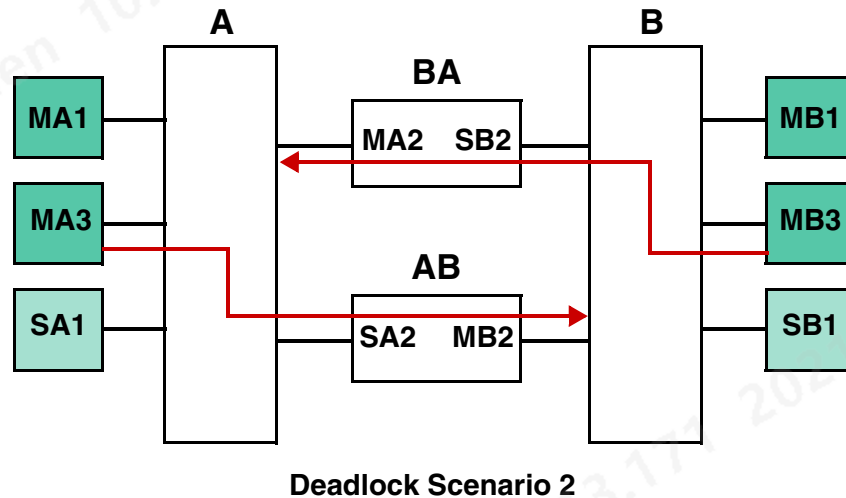 A
B
BA
MA1
MA2 SB2
MB1
MA3
MB3
AB
SA1
SA2 MB2
SB1
Deadlock Scenario 2